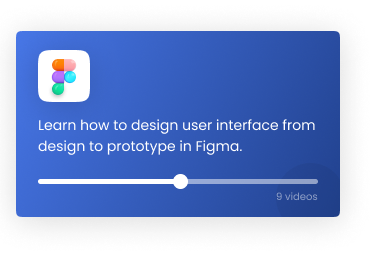 Learn how to design user interface from
design to prototype in Figma.
9 videos